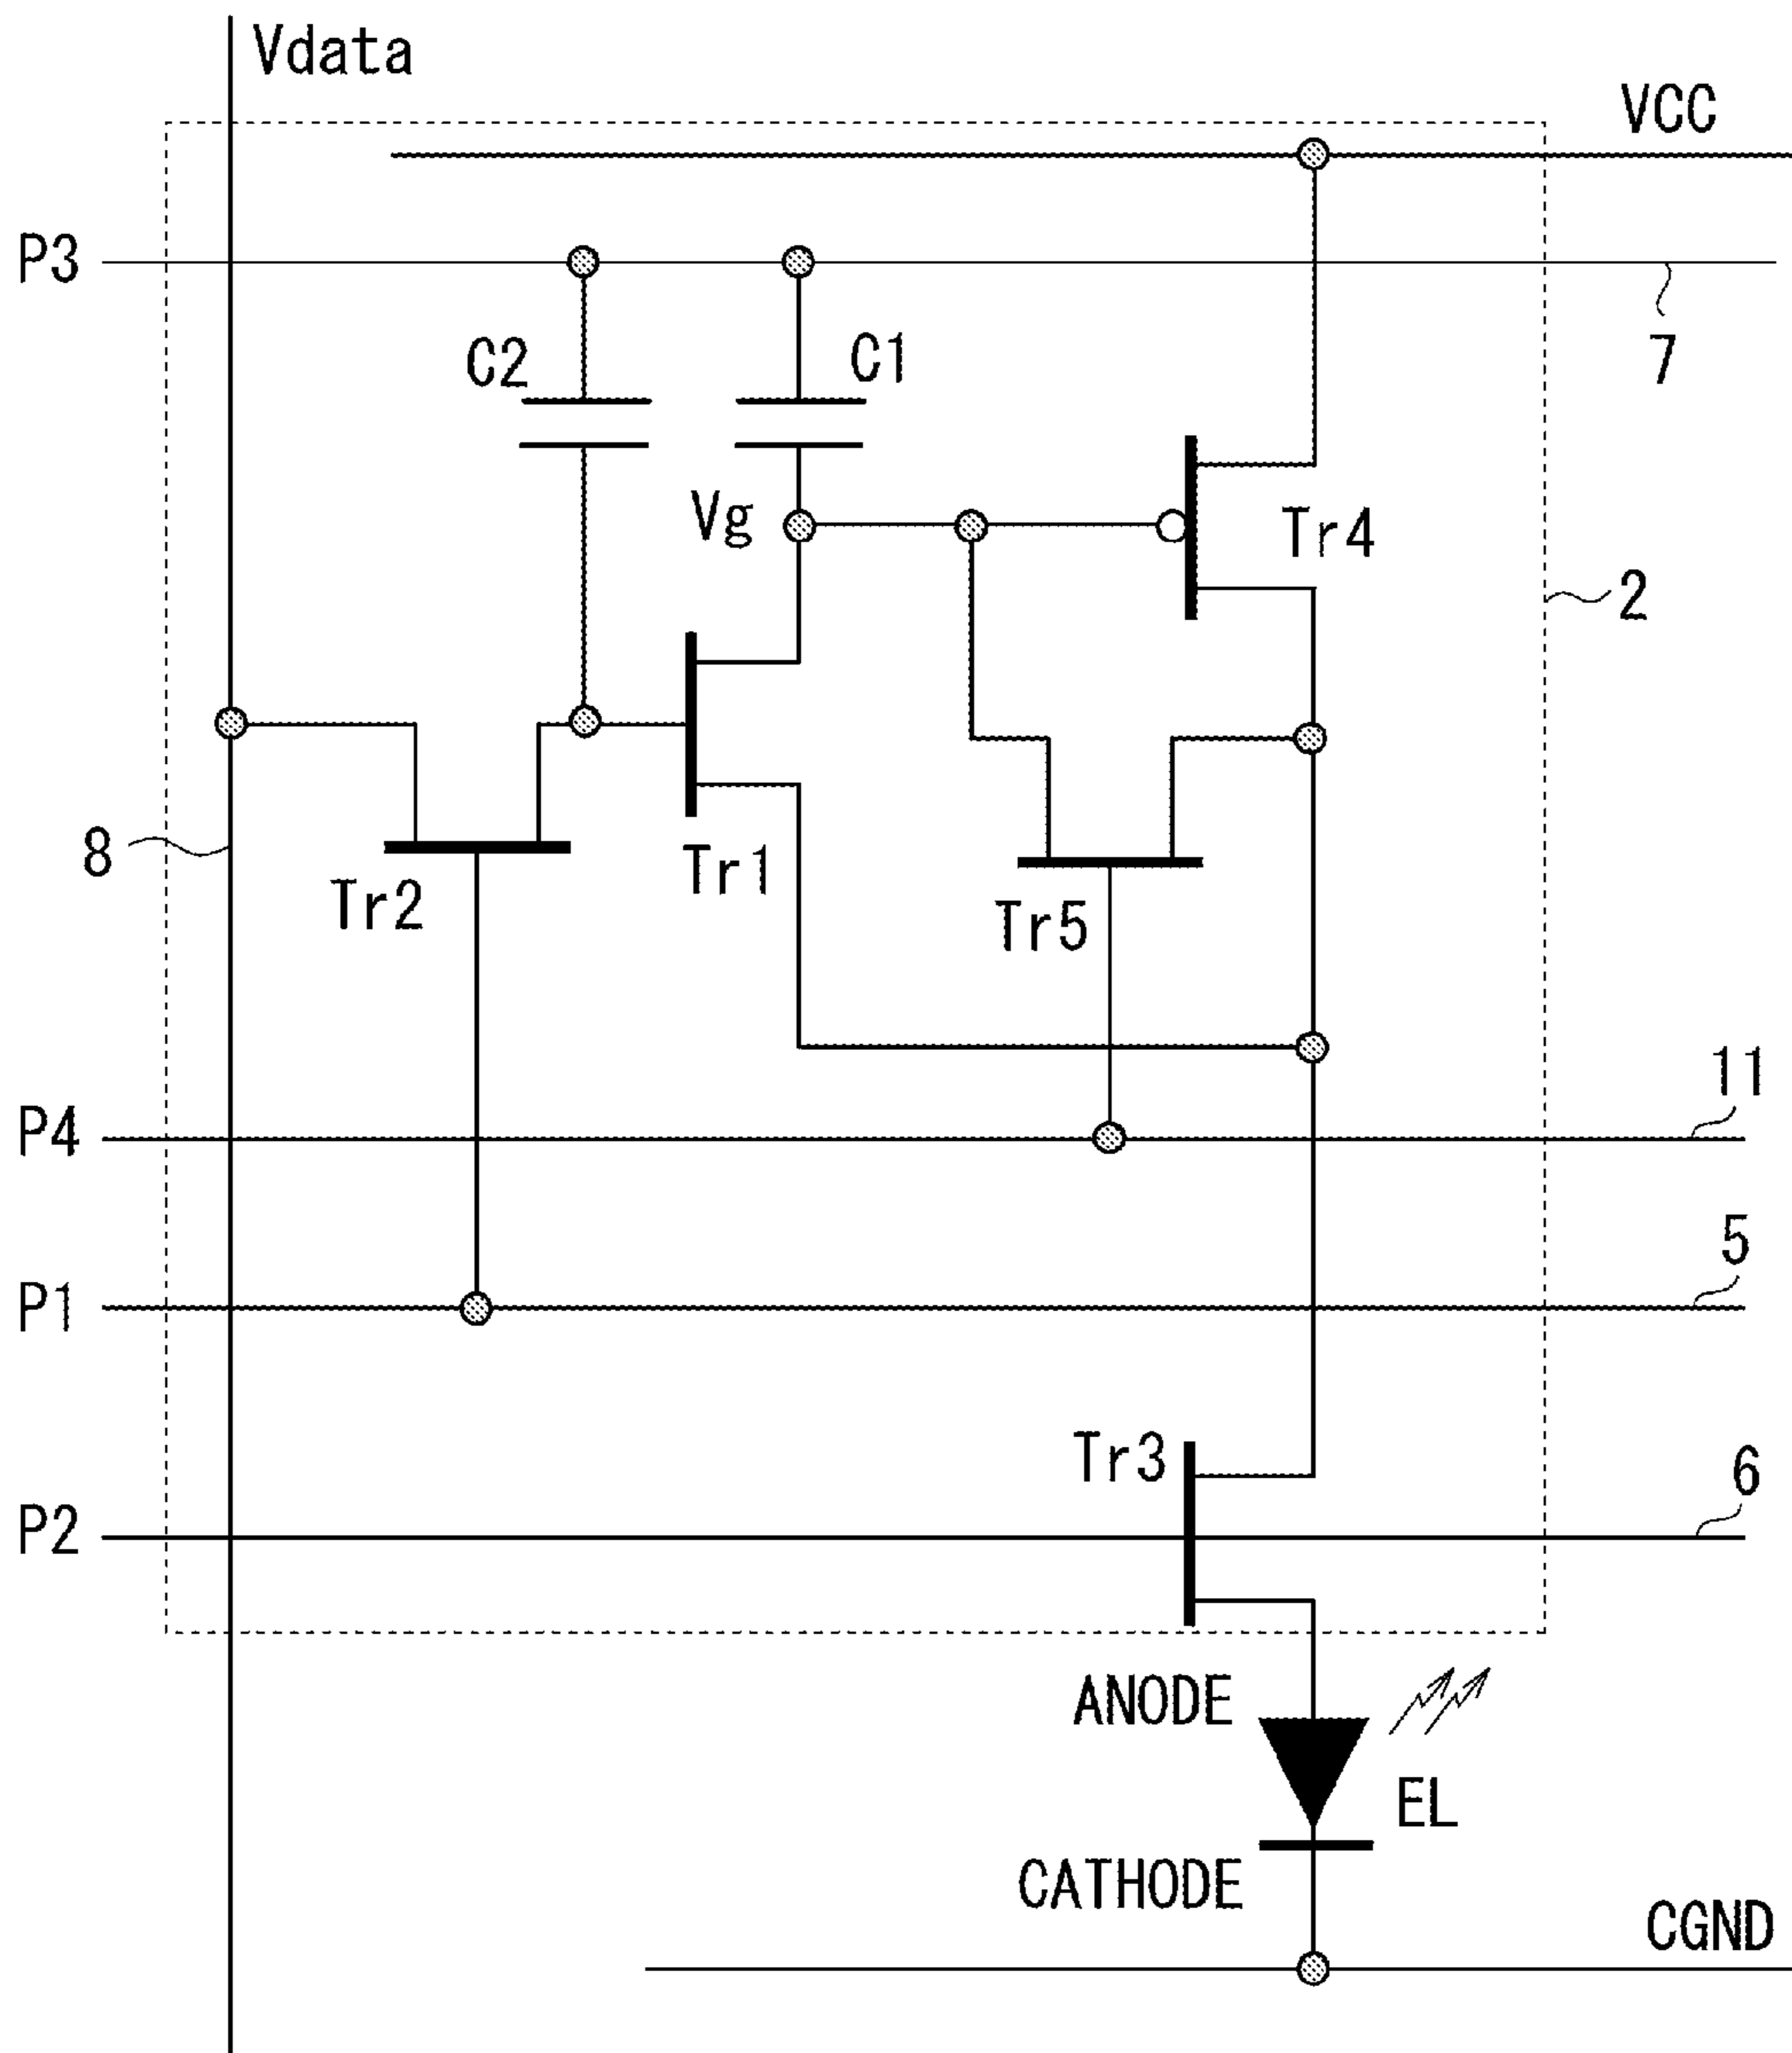 Vdata
VCC
P3
7
C2
C1
Vg
Tr4
2
8
Tr2
Tr1
Tr5
P4
11
P1
5
Tr3
P2
6
ANODE
EL
CATHODE
CGND